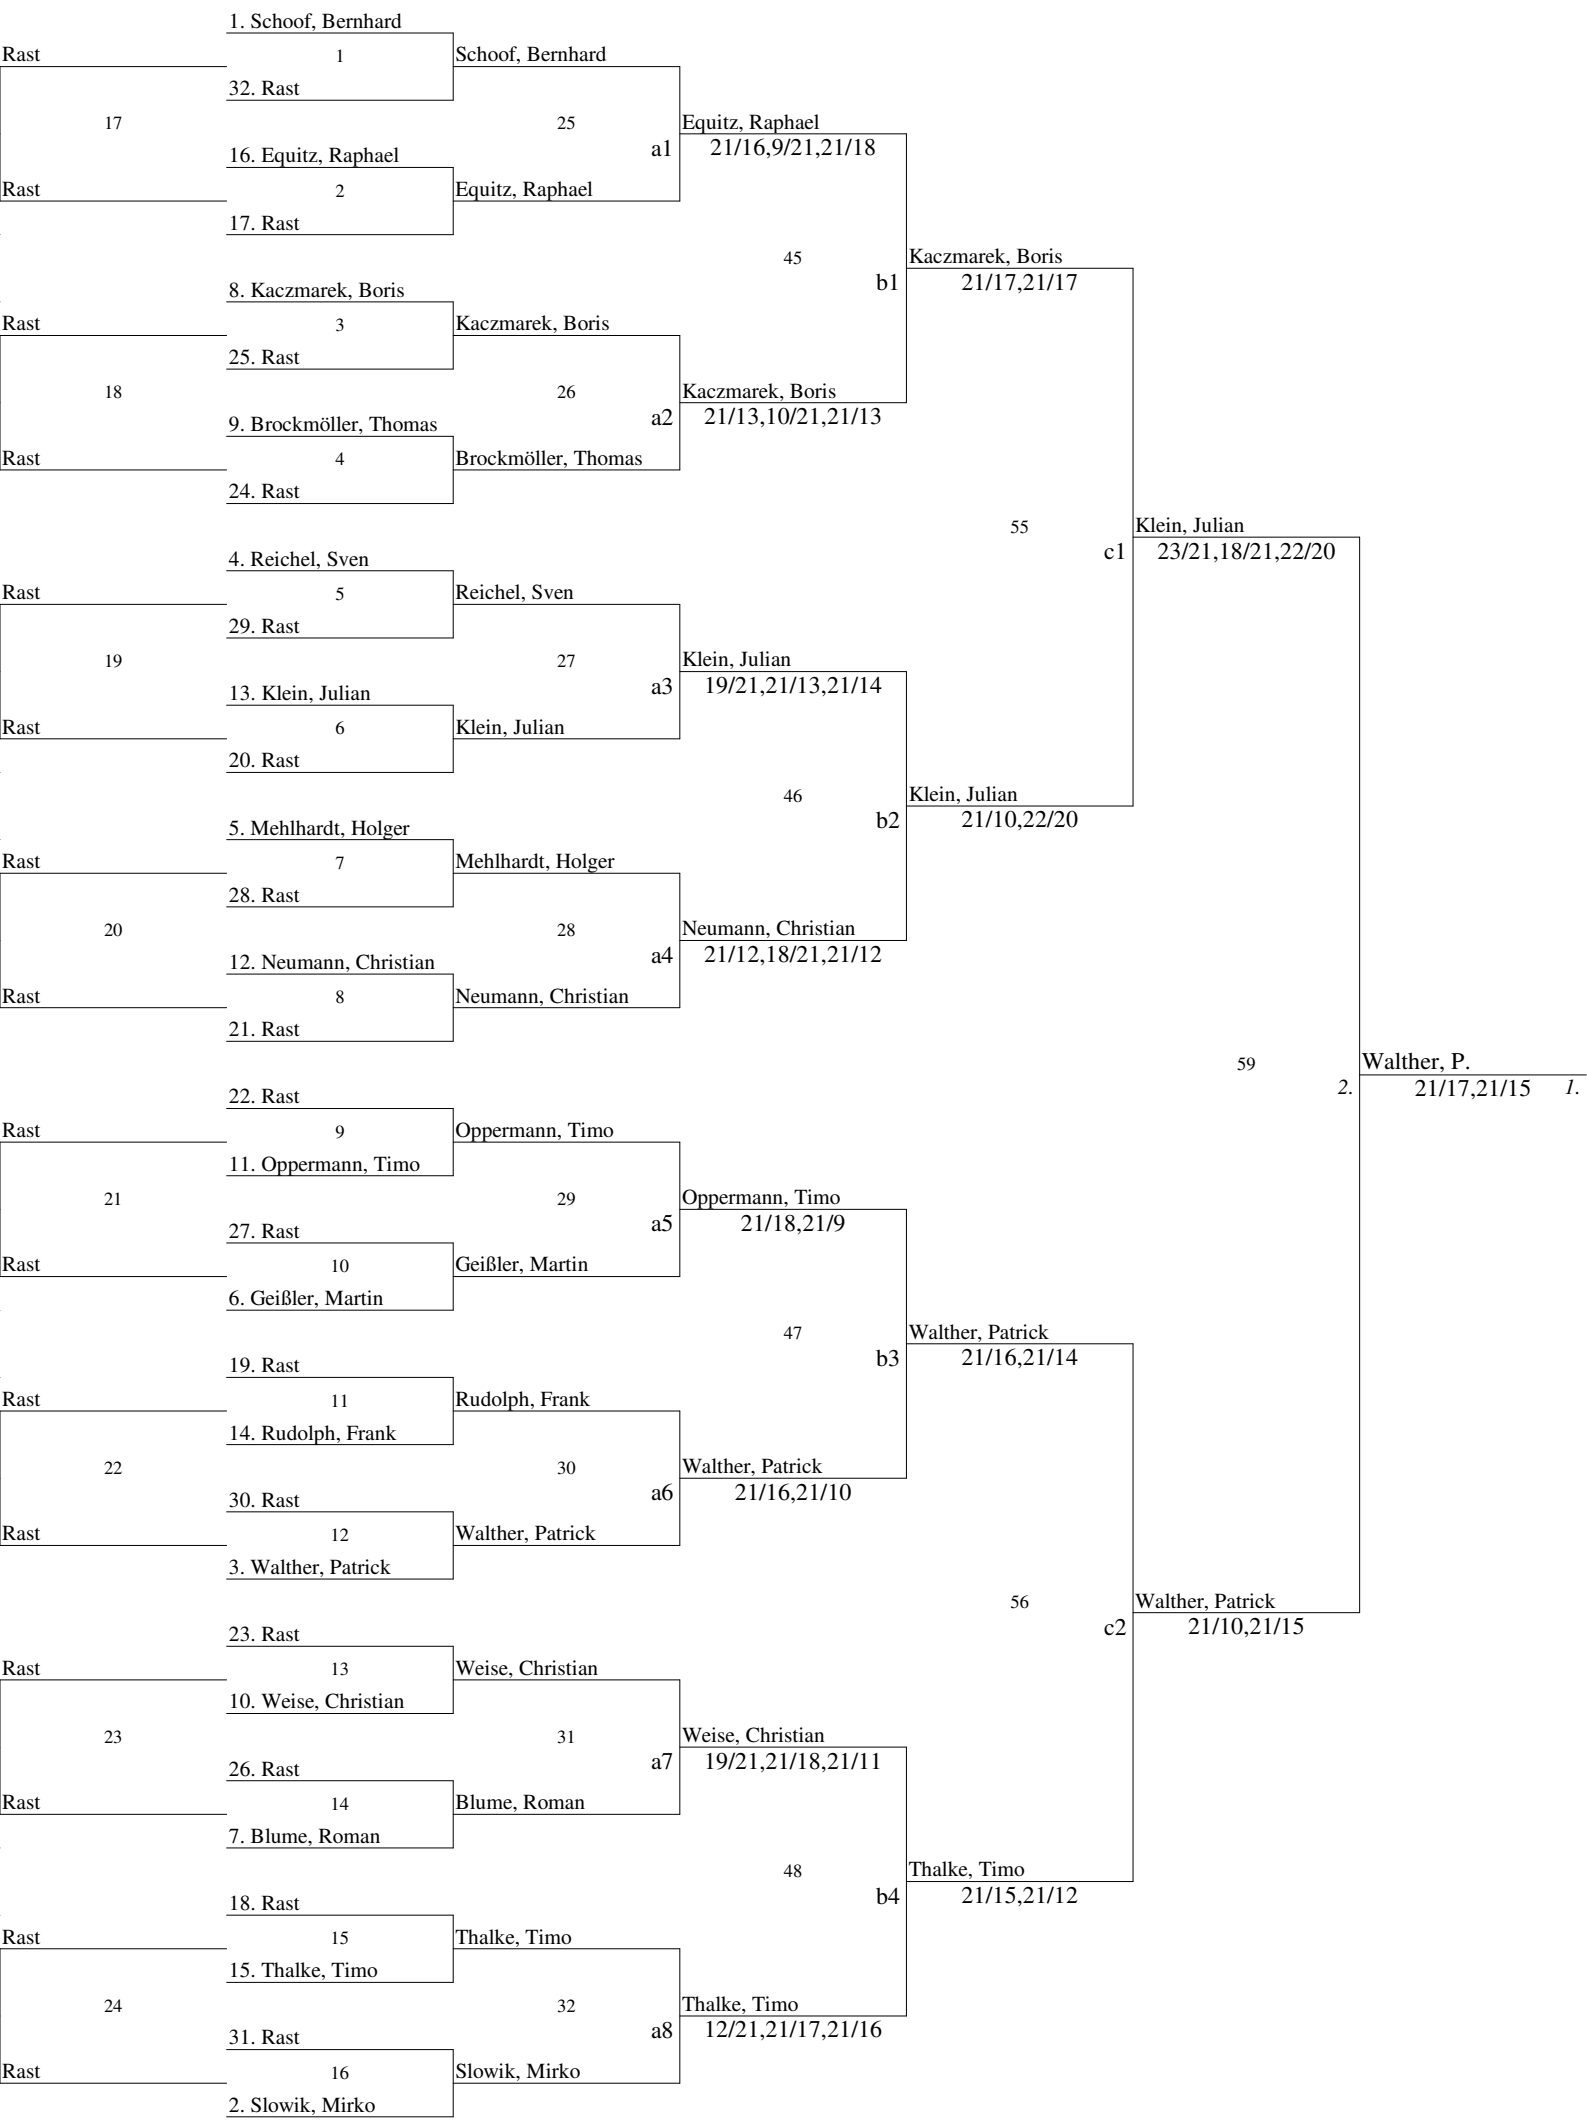 1. Schoof, Bernhard
Rast 1 Schoof, Bernhard
32. Rast
17 25 Equitz, Raphael
a1 21/16,9/21,21/18
16. Equitz, Raphael
Rast 2 Equitz, Raphael
17. Rast
45 Kaczmarek, Boris
b1 21/17,21/17
8. Kaczmarek, Boris
Rast 3 Kaczmarek, Boris
25. Rast
18 26 Kaczmarek, Boris
a2 21/13,10/21,21/13
9. Brockmöller, Thomas
Rast 4 Brockmöller, Thomas
24. Rast
55 Klein, Julian
c1 23/21,18/21,22/20
4. Reichel, Sven
Rast 5 Reichel, Sven
29. Rast
19 27 Klein, Julian
a3 19/21,21/13,21/14
13. Klein, Julian
Rast 6 Klein, Julian
20. Rast
46 Klein, Julian
b2 21/10,22/20
5. Mehlhardt, Holger
Rast 7 Mehlhardt, Holger
28. Rast
20 28 Neumann, Christian
a4 21/12,18/21,21/12
12. Neumann, Christian
Rast 8 Neumann, Christian
21. Rast
59 Walther, P.
2. 21/17,21/15 1.
22. Rast
Rast 9 Oppermann, Timo
11. Oppermann, Timo
21 29 Oppermann, Timo
a5 21/18,21/9
27. Rast
Rast 10 Geißler, Martin
6. Geißler, Martin
47 Walther, Patrick
b3 21/16,21/14
19. Rast
Rast 11 Rudolph, Frank
14. Rudolph, Frank
22 30 Walther, Patrick
a6 21/16,21/10
30. Rast
Rast 12 Walther, Patrick
3. Walther, Patrick
56 Walther, Patrick
c2 21/10,21/15
23. Rast
Rast 13 Weise, Christian
10. Weise, Christian
23 31 Weise, Christian
a7 19/21,21/18,21/11
26. Rast
Rast 14 Blume, Roman
7. Blume, Roman
48 Thalke, Timo
b4 21/15,21/12
18. Rast
Rast 15 Thalke, Timo
15. Thalke, Timo
24 32 Thalke, Timo
a8 12/21,21/17,21/16
31. Rast
Rast 16 Slowik, Mirko
2. Slowik, Mirko